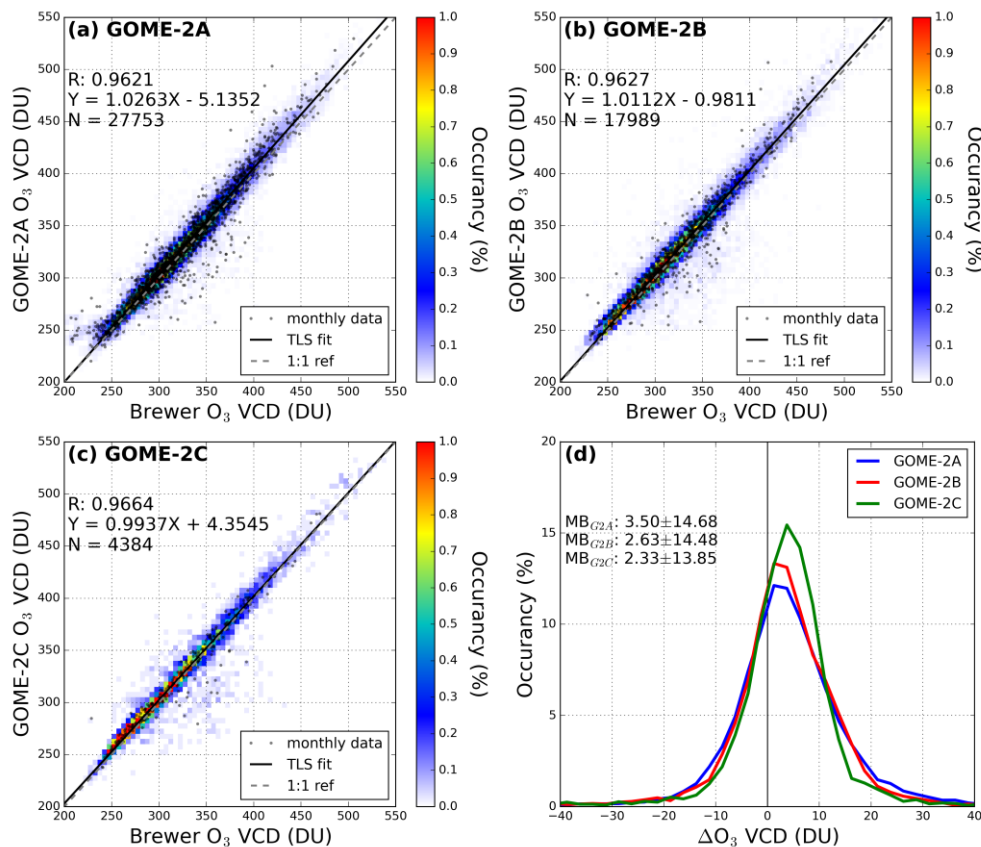 (a) GOME-2A
R: 0.9621
Y = 1.0263X - 5.1352
N = 27753
550
500
450
400
350
300
250
200
GOME-2A O₃ VCD (DU)
monthly data
TLS fit
1:1 ref
200 250 300 350 400 450 500 550
Brewer O₃ VCD (DU)
1.0
0.9
0.8
0.7
0.6
0.5
0.4
0.3
0.2
0.1
0.0
Occurancy (%)
(b) GOME-2B
R: 0.9627
Y = 1.0112X - 0.9811
N = 17989
550
500
450
400
350
300
250
200
GOME-2B O₃ VCD (DU)
monthly data
TLS fit
1:1 ref
200 250 300 350 400 450 500 550
Brewer O₃ VCD (DU)
1.0
0.9
0.8
0.7
0.6
0.5
0.4
0.3
0.2
0.1
0.0
Occurancy (%)
(c) GOME-2C
R: 0.9664
Y = 0.9937X + 4.3545
N = 4384
550
500
450
400
350
300
250
200
GOME-2C O₃ VCD (DU)
monthly data
TLS fit
1:1 ref
200 250 300 350 400 450 500 550
Brewer O₃ VCD (DU)
1.0
0.9
0.8
0.7
0.6
0.5
0.4
0.3
0.2
0.1
0.0
Occurancy (%)
(d)
GOME-2A
GOME-2B
GOME-2C
MB_G2A: 3.50±14.68
MB_G2B: 2.63±14.48
MB_G2C: 2.33±13.85
20
15
10
5
0
Occurancy (%)
−40 −30 −20 −10 0 10 20 30 40
ΔO₃ VCD (DU)